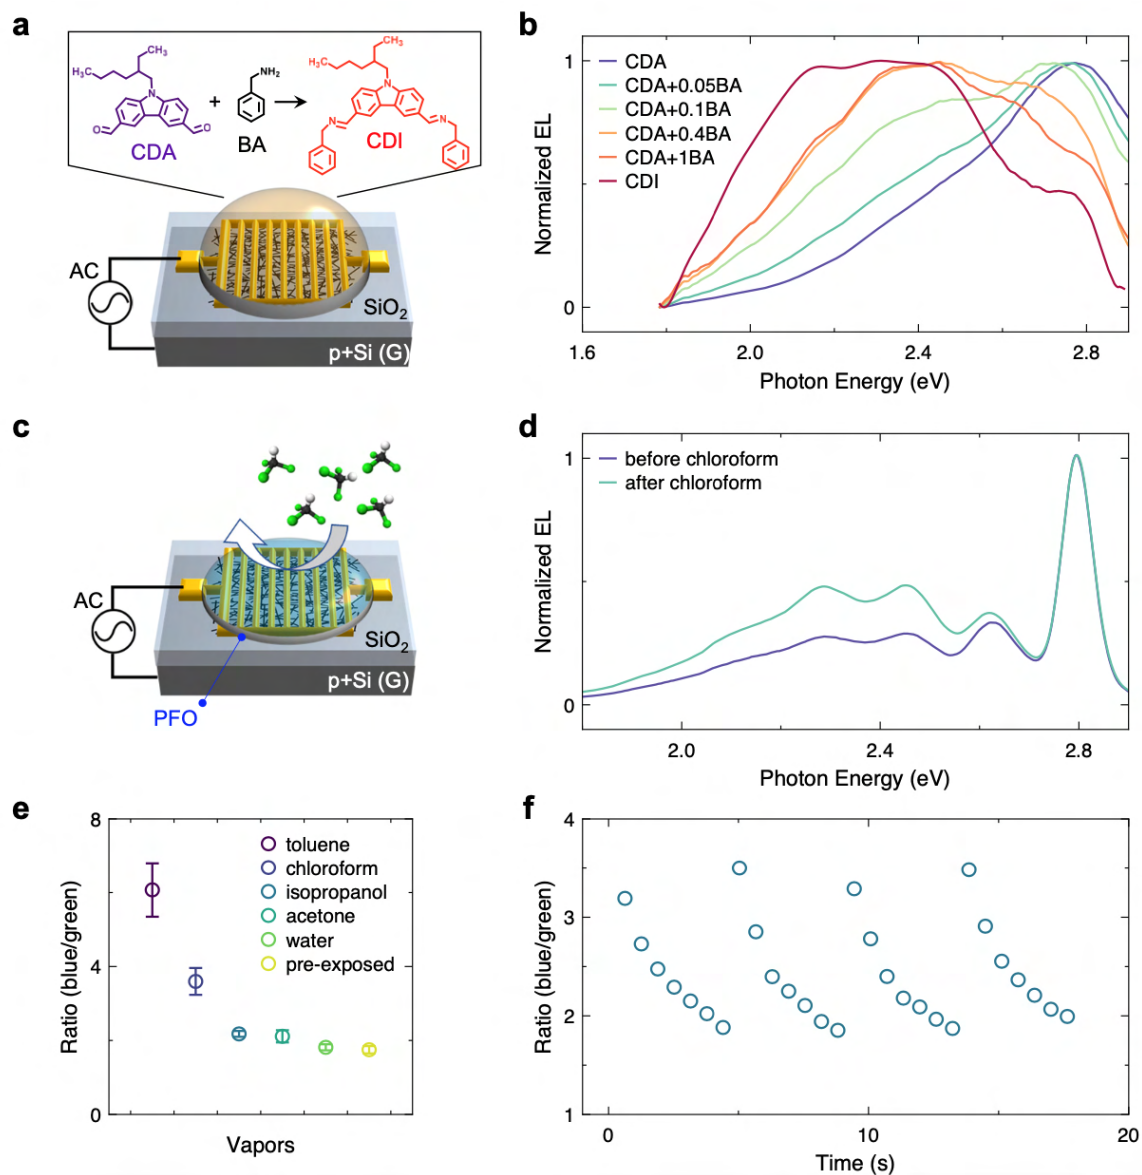 a
H₃C
CH₃
N
O
O
CDA
+
NH₂
BA
H₃C
CH₃
N
N
N
CDI
AC
SiO₂
p+Si (G)
b
1
0
Normalized EL
CDA
CDA+0.05BA
CDA+0.1BA
CDA+0.4BA
CDA+1BA
CDI
1.6 2.0 2.4 2.8
Photon Energy (eV)
c
AC
SiO₂
p+Si (G)
PFO
d
1
0
Normalized EL
before chloroform
after chloroform
2.0 2.4 2.8
Photon Energy (eV)
e
8
4
0
Ratio (blue/green)
toluene
chloroform
isopropanol
acetone
water
pre-exposed
Vapors
f
4
3
2
1
Ratio (blue/green)
0 10 20
Time (s)